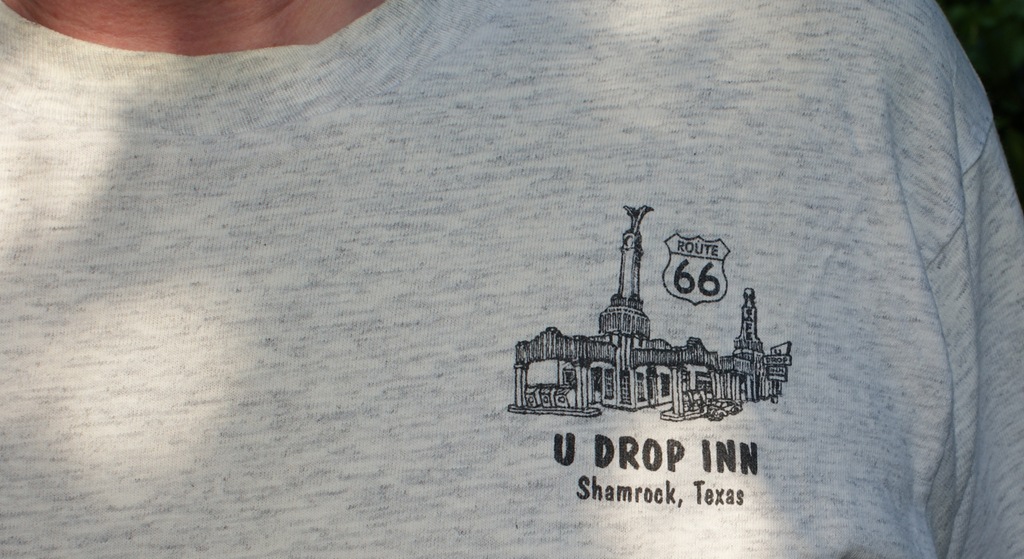 ROUTE
66
U DROP INN
Shamrock, Texas